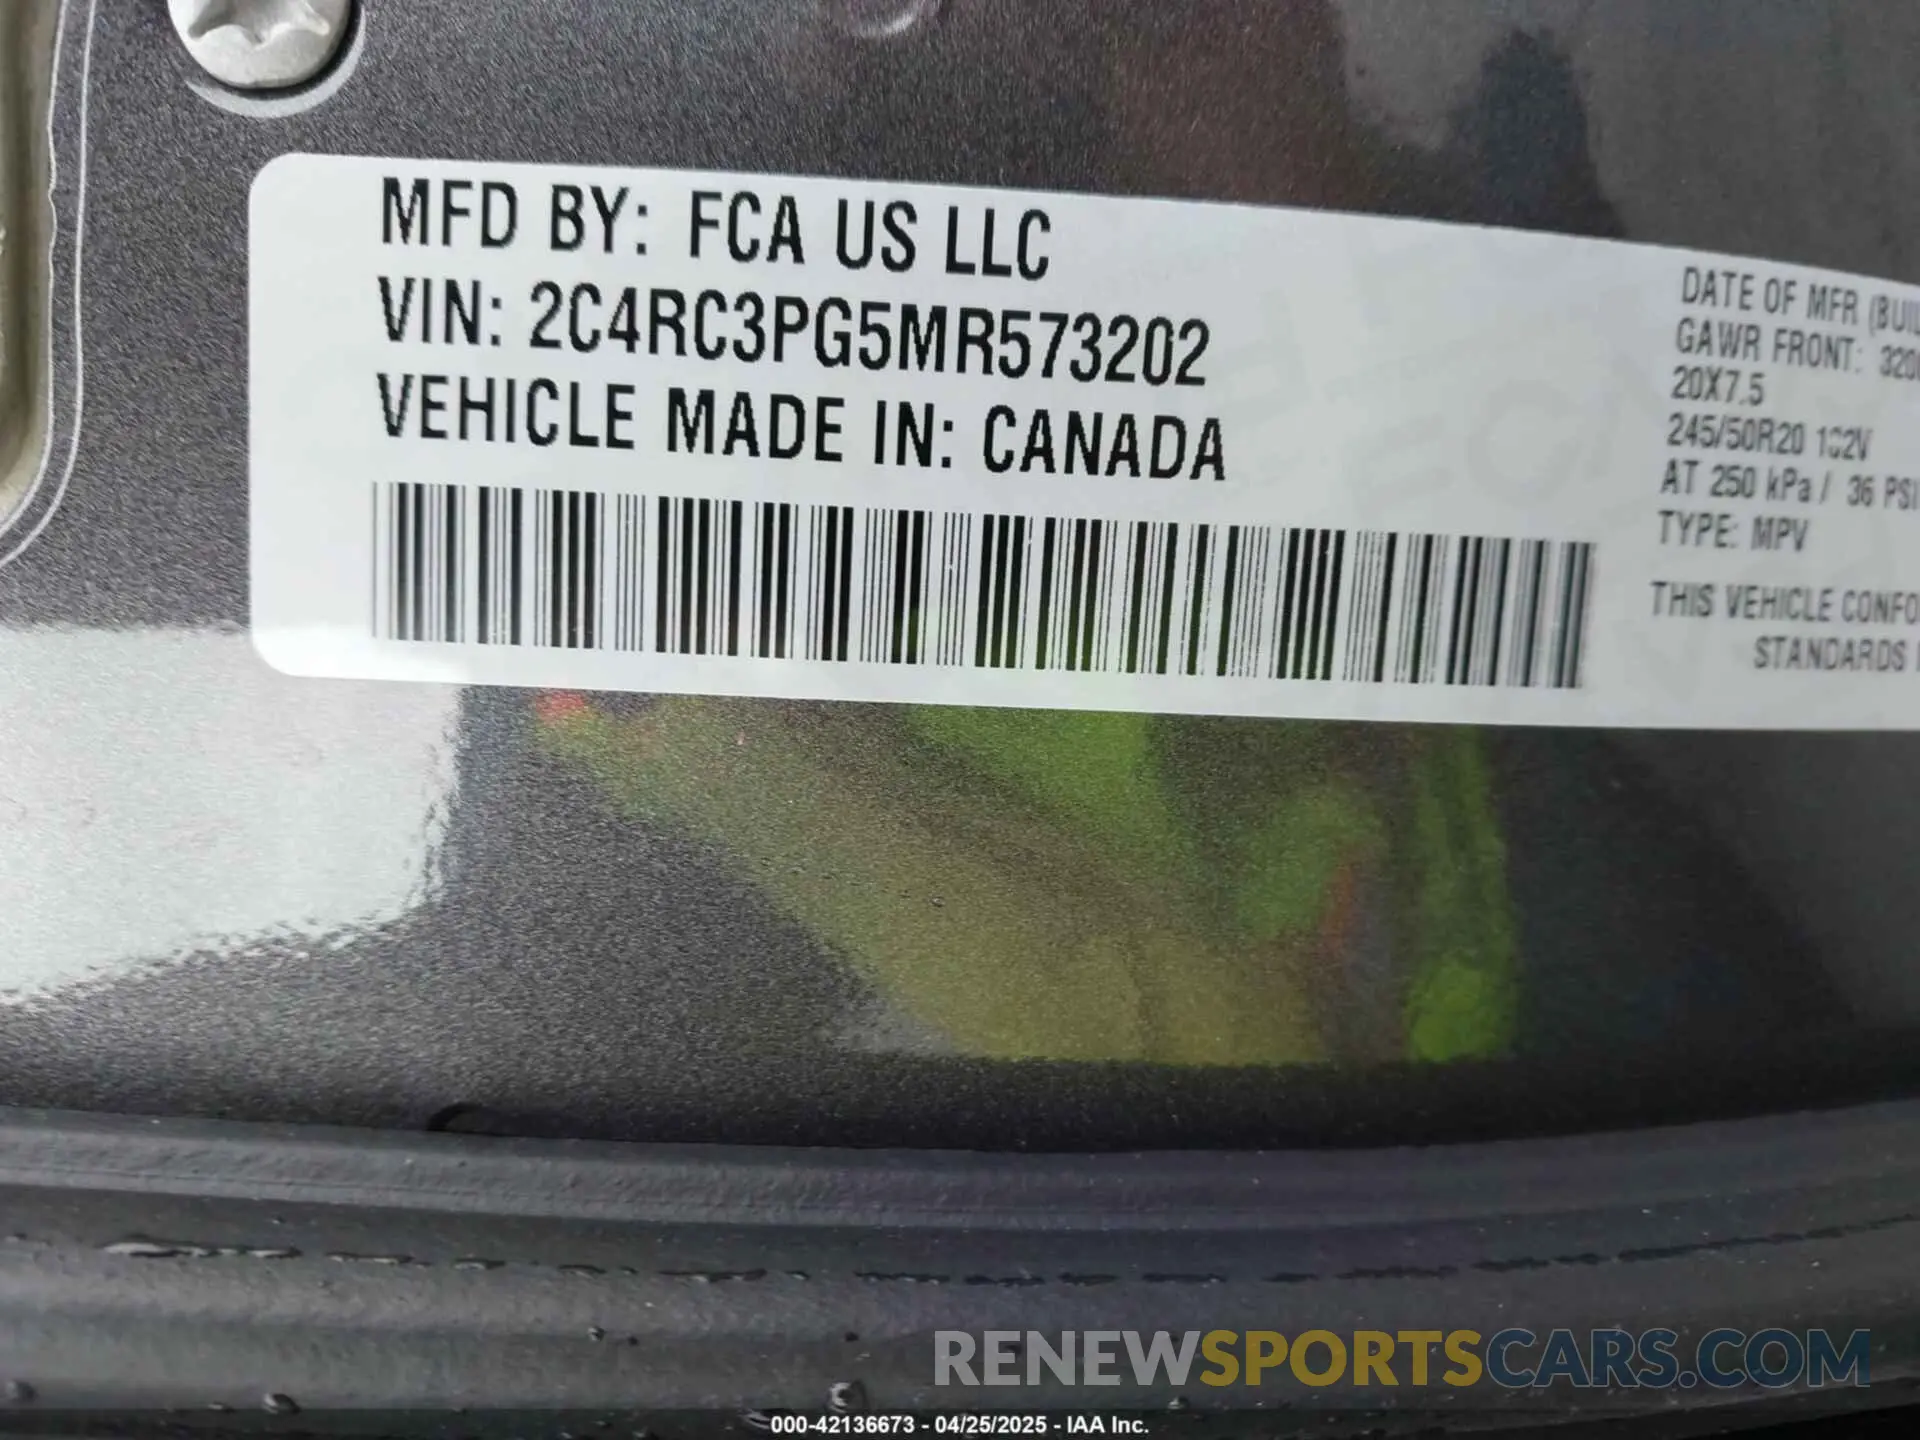 MFD BY: FCA US LLC
VIN: 2C4RC3PG5MR573202
VEHICLE MADE IN: CANADA
DATE OF MFR
GAWR FRONT:
20X7.5
245/50R20 102V
AT 250 kPa / 36 PSI
TYPE: MPV
THIS VEHICLE
STANDARDS
RENEWSPORTSCARS.COM
000-42136673 - 04/25/2025 - IAA Inc.